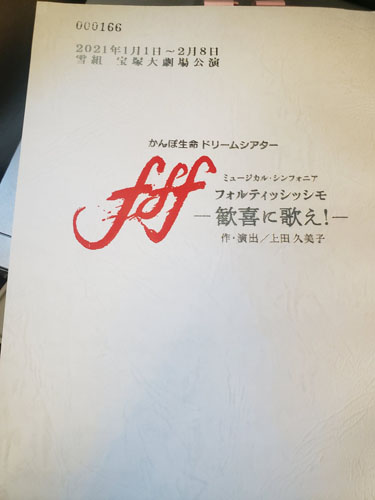 000166
2021年1月1日～2月8日
雪組 宝塚大劇場公演
かんぽ生命 ドリームシアター
fff
ミュージカル・シンフォニア
フォルティッシッシモ
―歓喜に歌え！―
作・演出／上田久美子